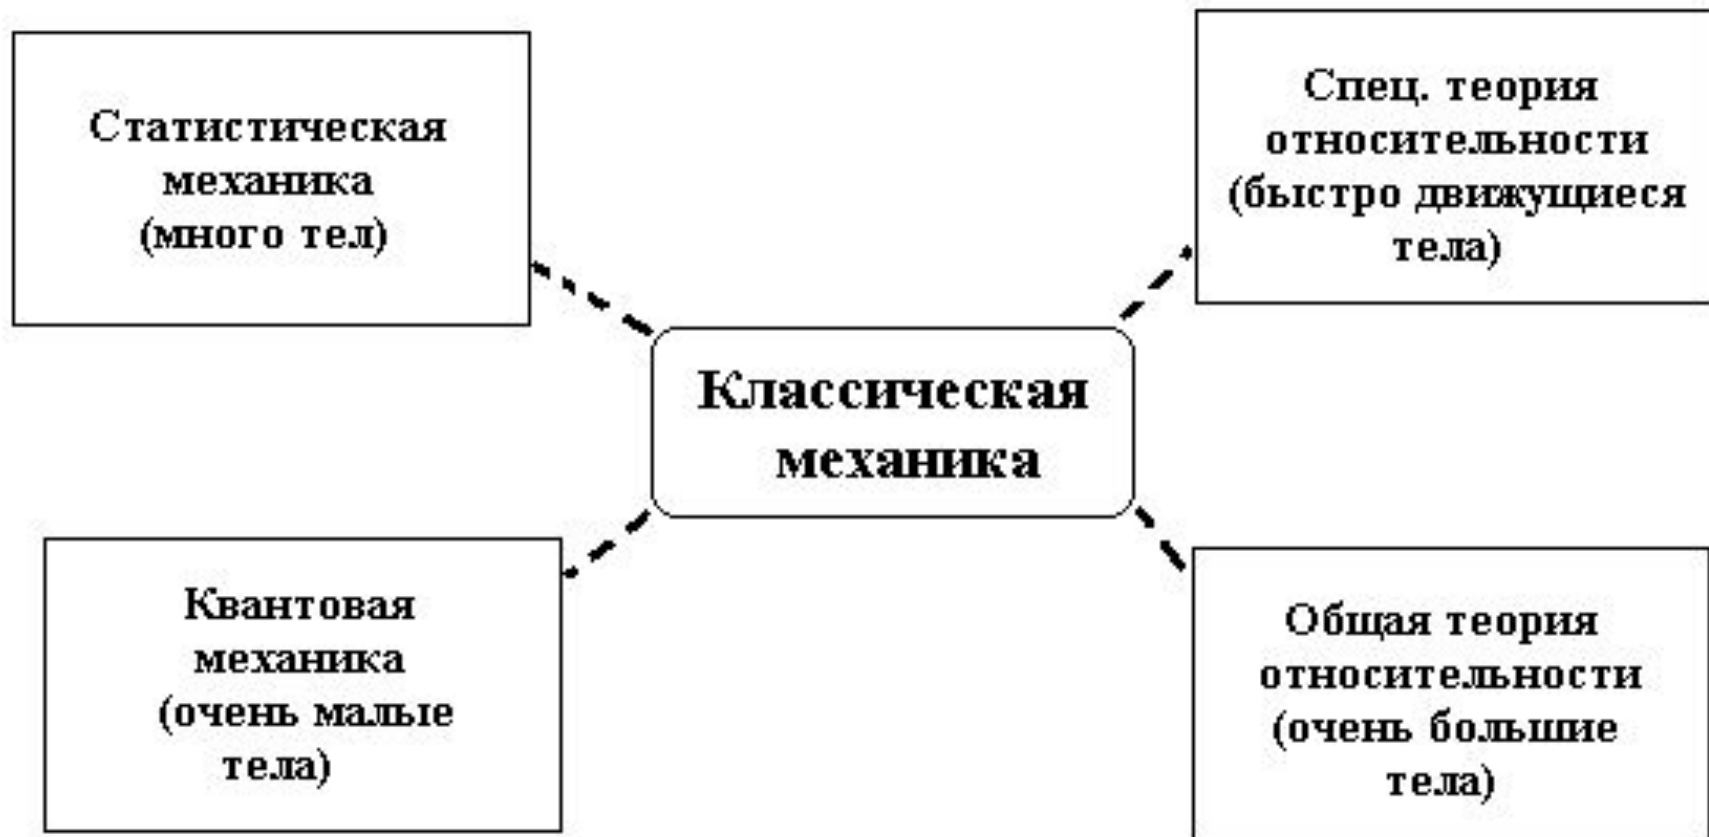 Статистическая
механика
(много тел)
Спец. теория
относительности
(быстро движущиеся
тела)
Классическая
механика
Квантовая
механика
(очень малые
тела)
Общая теория
относительности
(очень большие
тела)